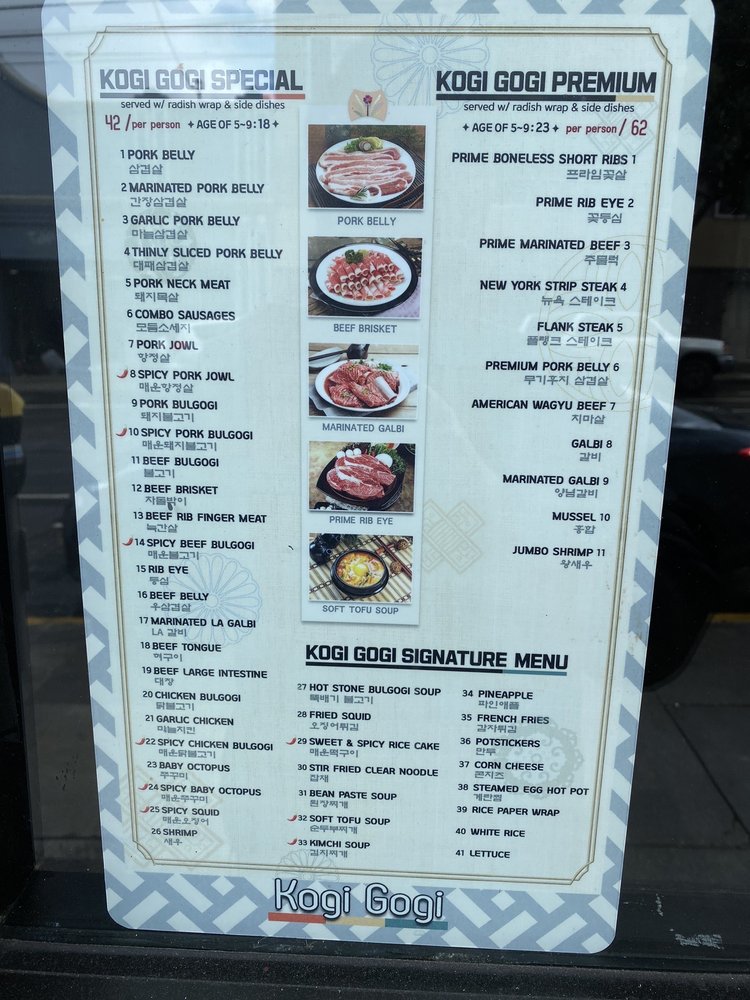 KOGI GOGI SPECIAL
served w/ radish wrap & side dishes
42 /per person + AGE OF 5~9:18 +
1 PORK BELLY
삼겹살
2 MARINATED PORK BELLY
간장삼겹살
3 GARLIC PORK BELLY
마늘삼겹살
4 THINLY SLICED PORK BELLY
대패삼겹살
5 PORK NECK MEAT
돼지목살
6 COMBO SAUSAGES
모듬소세지
7 PORK JOWL
항정살
8 SPICY PORK JOWL
매운항정살
9 PORK BULGOGI
돼지불고기
10 SPICY PORK BULGOGI
매운돼지불고기
11 BEEF BULGOGI
불고기
12 BEEF BRISKET
차돌박이
13 BEEF RIB FINGER MEAT
늑간살
14 SPICY BEEF BULGOGI
매운불고기
15 RIB EYE
등심
16 BEEF BELLY
우삼겹살
17 MARINATED LA GALBI
LA 갈비
18 BEEF TONGUE
혀구이
19 BEEF LARGE INTESTINE
대창
20 CHICKEN BULGOGI
닭불고기
21 GARLIC CHICKEN
마늘치킨
22 SPICY CHICKEN BULGOGI
매운닭불고기
23 BABY OCTOPUS
쭈꾸미
24 SPICY BABY OCTOPUS
매운쭈꾸미
25 SPICY SQUID
매운오징어
26 SHRIMP
새우
PORK BELLY
BEEF BRISKET
MARINATED GALBI
PRIME RIB EYE
SOFT TOFU SOUP
KOGI GOGI PREMIUM
served w/ radish wrap & side dishes
+ AGE OF 5~9:23 + per person / 62
PRIME BONELESS SHORT RIBS 1
프라임꽃살
PRIME RIB EYE 2
꽃등심
PRIME MARINATED BEEF 3
주물럭
NEW YORK STRIP STEAK 4
뉴욕 스테이크
FLANK STEAK 5
플랭크 스테이크
PREMIUM PORK BELLY 6
무기후지 삼겹살
AMERICAN WAGYU BEEF 7
치마살
GALBI 8
갈비
MARINATED GALBI 9
양념갈비
MUSSEL 10
홍합
JUMBO SHRIMP 11
왕새우
KOGI GOGI SIGNATURE MENU
27 HOT STONE BULGOGI SOUP
뚝배기 불고기
28 FRIED SQUID
오징어튀김
29 SWEET & SPICY RICE CAKE
매운떡구이
30 STIR FRIED CLEAR NOODLE
잡채
31 BEAN PASTE SOUP
된장찌개
32 SOFT TOFU SOUP
순두부찌개
33 KIMCHI SOUP
김치찌개
34 PINEAPPLE
파인애플
35 FRENCH FRIES
감자튀김
36 POTSTICKERS
만두
37 CORN CHEESE
콘치즈
38 STEAMED EGG HOT POT
계란찜
39 RICE PAPER WRAP
40 WHITE RICE
41 LETTUCE
Kogi Gogi